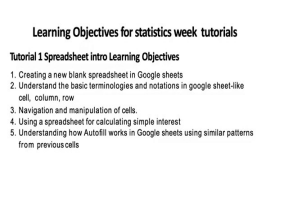 Learning Objectives for statistics week tutorials
Tutorial 1 Spreadsheet intro Learning Objectives
1. Creating a new blank spreadsheet in Google sheets
2. Understand the basic terminologies and notations in google sheet-like
cell, column, row
3. Navigation and manipulation of cells.
4. Using a spreadsheet for calculating simple interest
5. Understanding how Autofill works in Google sheets using similar patterns
from previous cells